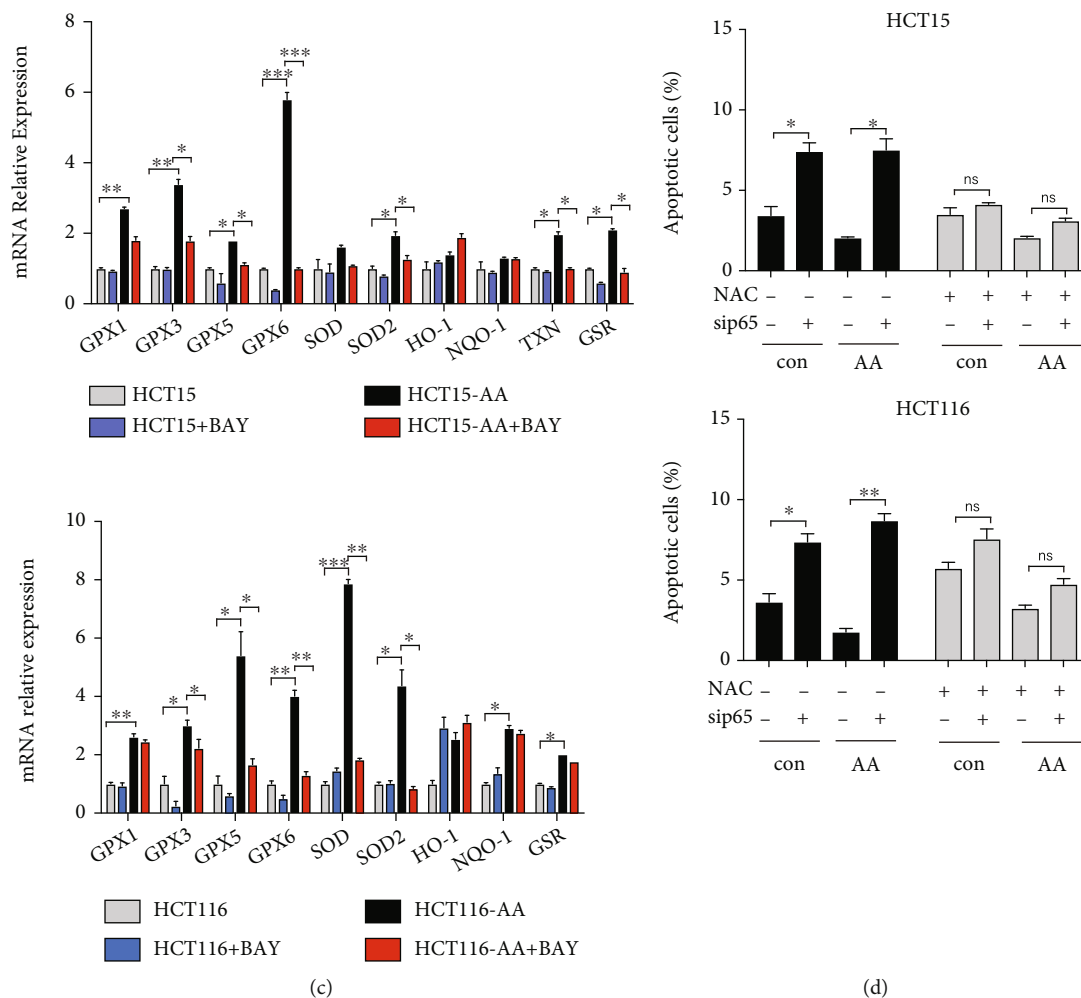 mRNA Relative Expression
8
6
4
2
0
** ** * * * *** *** * * * * * *
GPX1 GPX3 GPX5 GPX6 SOD SOD2 HO-1 NQO-1 TXN GSR
HCT15 HCT15-AA
HCT15+BAY HCT15-AA+BAY
mRNA relative expression
10
8
6
4
2
0
** * * * * ** ** *** ** * * * *
GPX1 GPX3 GPX5 GPX6 SOD SOD2 HO-1 NQO-1 GSR
HCT116 HCT116-AA
HCT116+BAY HCT116-AA+BAY
(c)
HCT15
Apoptotic cells (%)
15
10
5
0
* * ns ns
NAC – – – – + + + +
sip65 – + – + – + – +
con AA con AA
HCT116
Apoptotic cells (%)
15
10
5
0
* ** ns ns
NAC – – – – + + + +
sip65 – + – + – + – +
con AA con AA
(d)